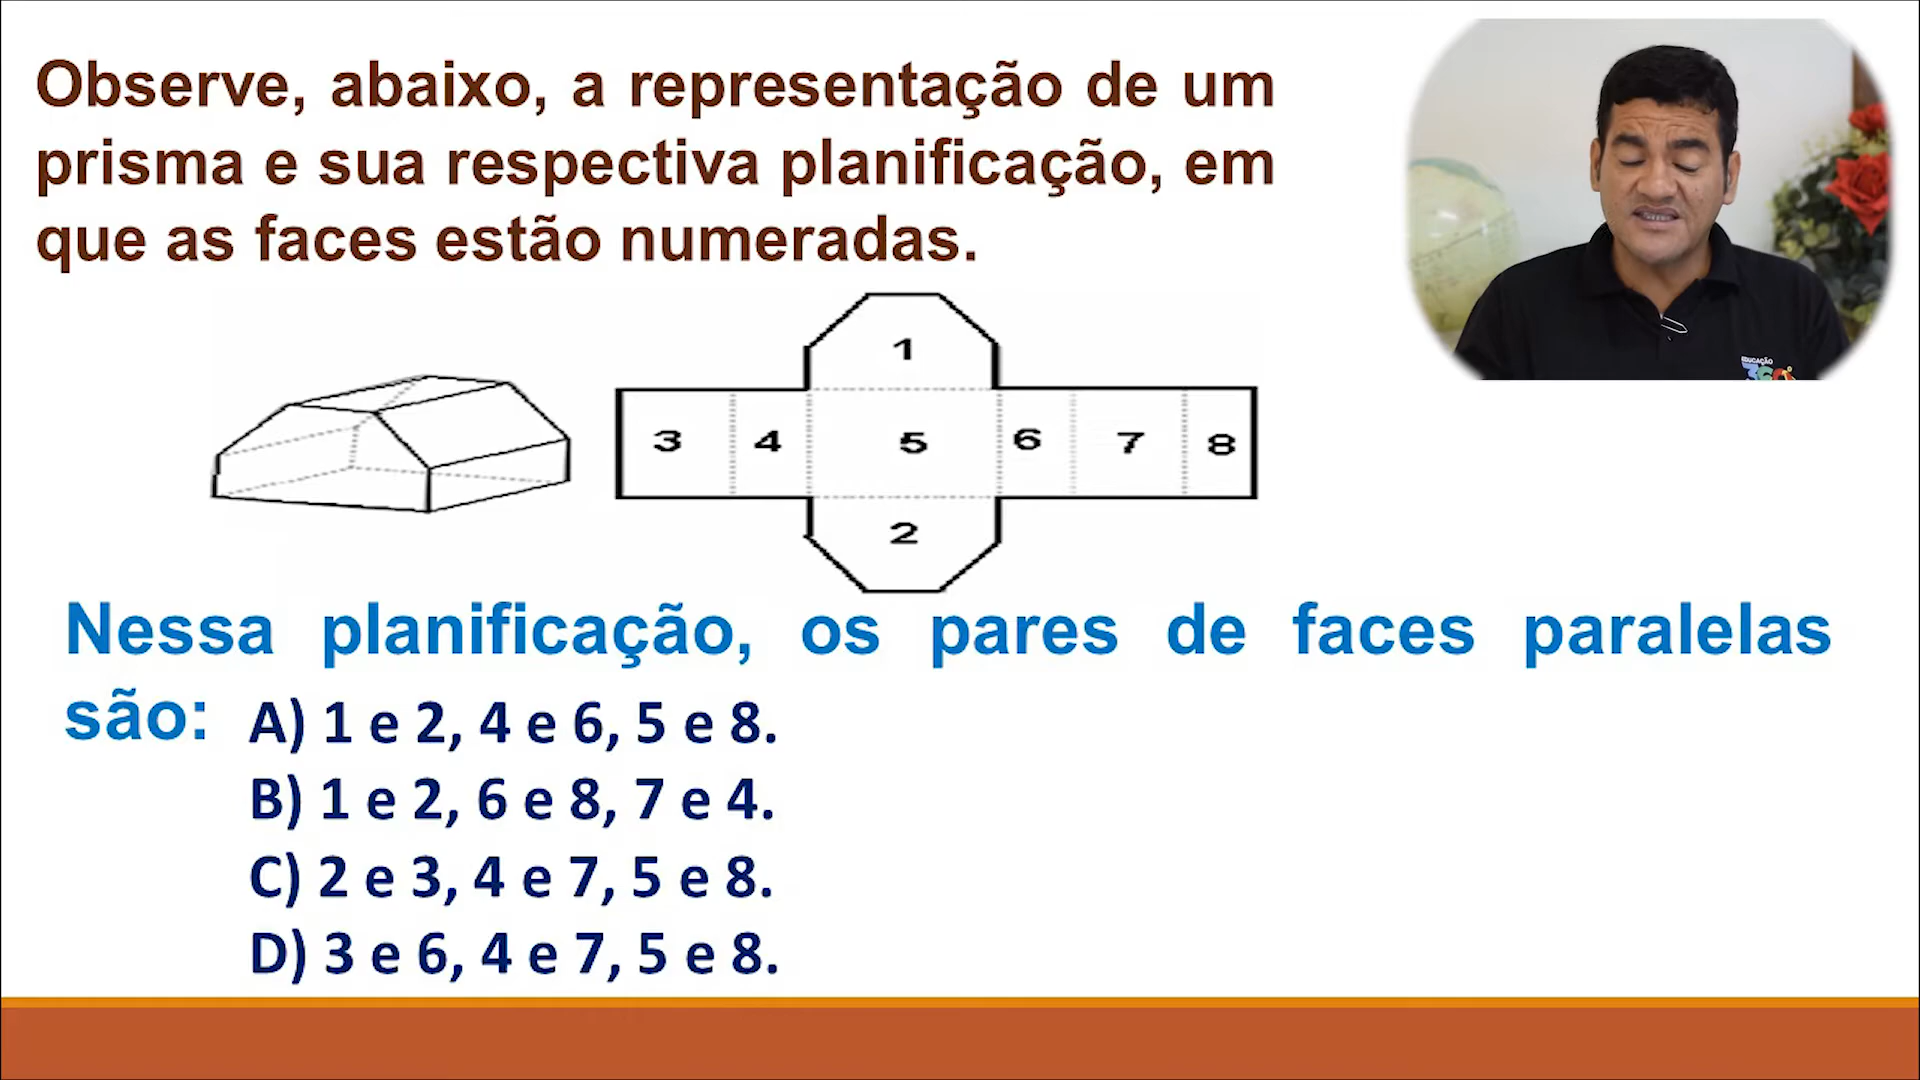 Observe, abaixo, a representação de um
prisma e sua respectiva planificação, em
que as faces estão numeradas.
EDUCAÇÃO
360
1
3 4 5 6 7 8
2
Nessa planificação, os pares de faces paralelas
são:
A) 1 e 2, 4 e 6, 5 e 8.
B) 1 e 2, 6 e 8, 7 e 4.
C) 2 e 3, 4 e 7, 5 e 8.
D) 3 e 6, 4 e 7, 5 e 8.